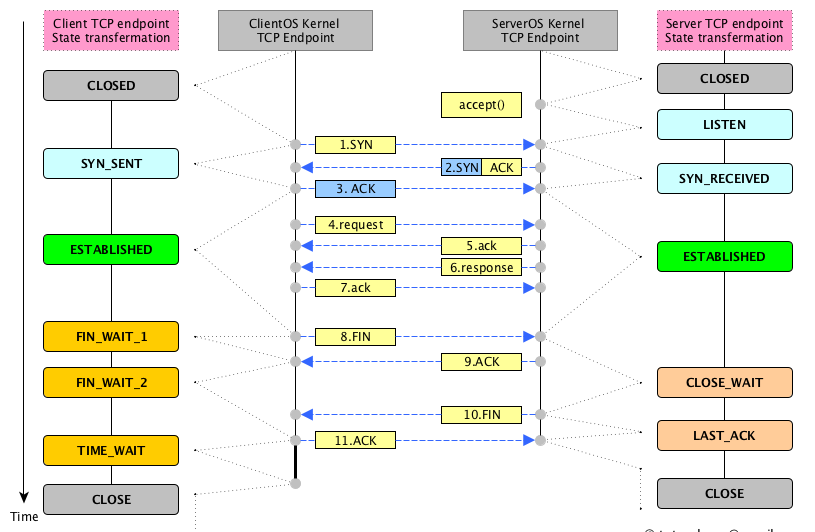 Client TCP endpoint
State transfermation
ClientOS Kernel
TCP Endpoint
ServerOS Kernel
TCP Endpoint
Server TCP endpoint
State transfermation
CLOSED
CLOSED
accept()
LISTEN
1.SYN
SYN_SENT
2.SYN ACK
SYN_RECEIVED
3. ACK
4.request
ESTABLISHED
5.ack
ESTABLISHED
6.response
7.ack
FIN_WAIT_1
8.FIN
9.ACK
FIN_WAIT_2
CLOSE_WAIT
10.FIN
LAST_ACK
TIME_WAIT
11.ACK
CLOSE
CLOSE
Time